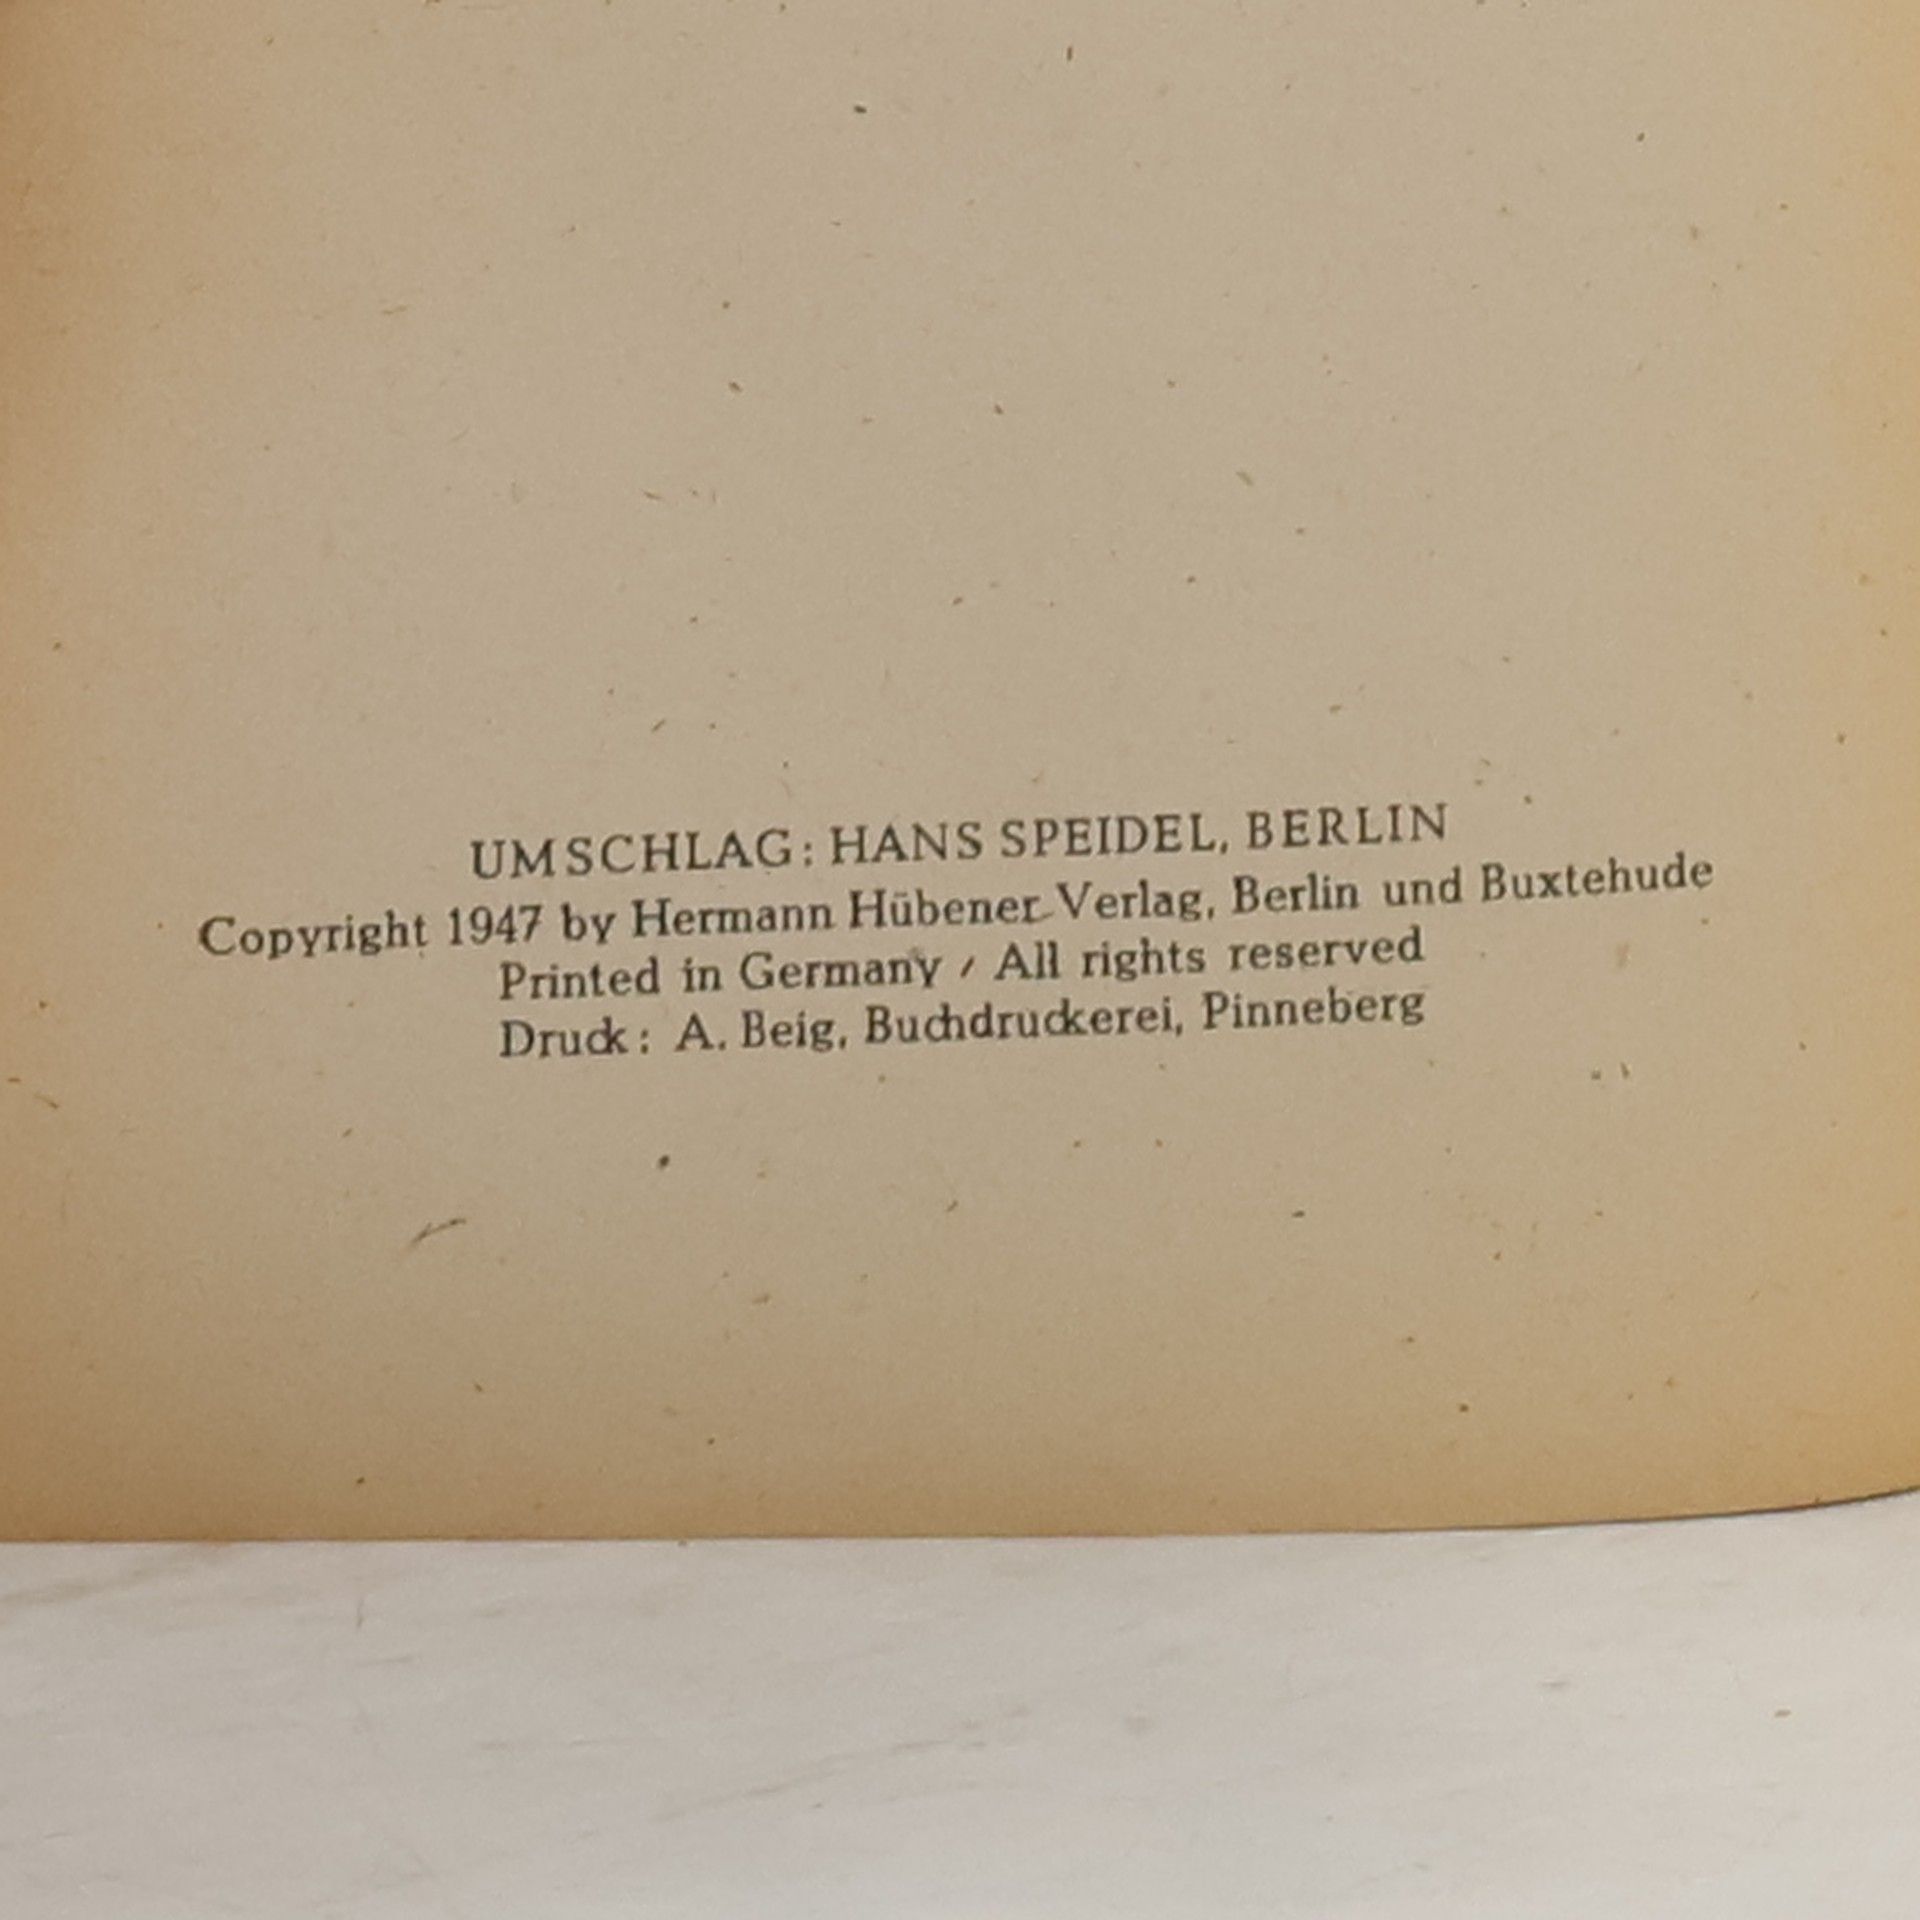 UMSCHLAG: HANS SPEIDEL, BERLIN
Copyright 1947 by Hermann Hübener Verlag, Berlin und Buxtehude
Printed in Germany / All rights reserved
Druck: A. Beig, Buchdruckerei, Pinneberg